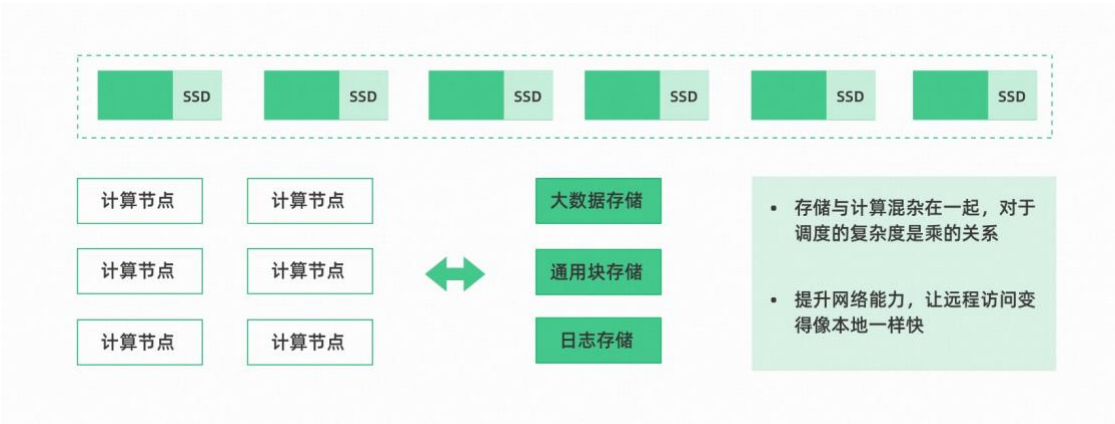 SSD SSD SSD SSD SSD SSD
计算节点 计算节点 大数据存储
计算节点 计算节点 通用块存储
计算节点 计算节点 日志存储
• 存储与计算混杂在一起，对于
调度的复杂度是乘的关系
• 提升网络能力，让远程访问变
得像本地一样快